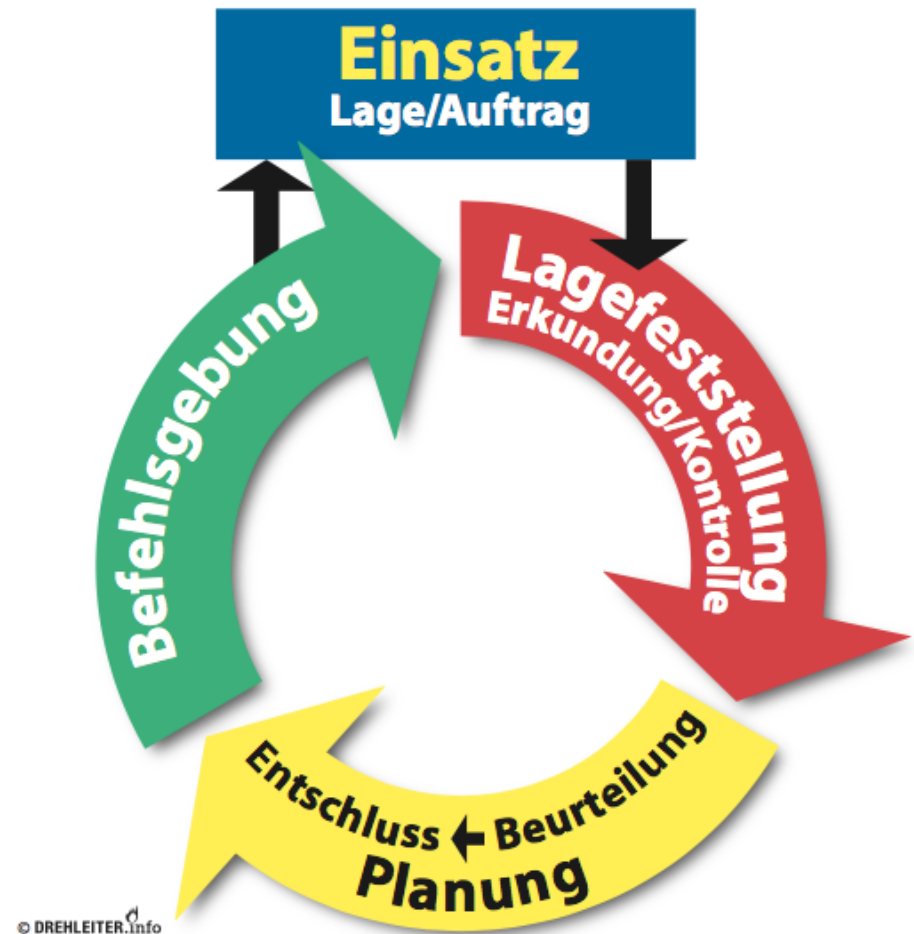 Einsatz
Lage/Auftrag
Lagefeststellung
Erkundung/Kontrolle
Beurteilung
Entschluss
Planung
Befehlsgebung
© DREHLEITER.info